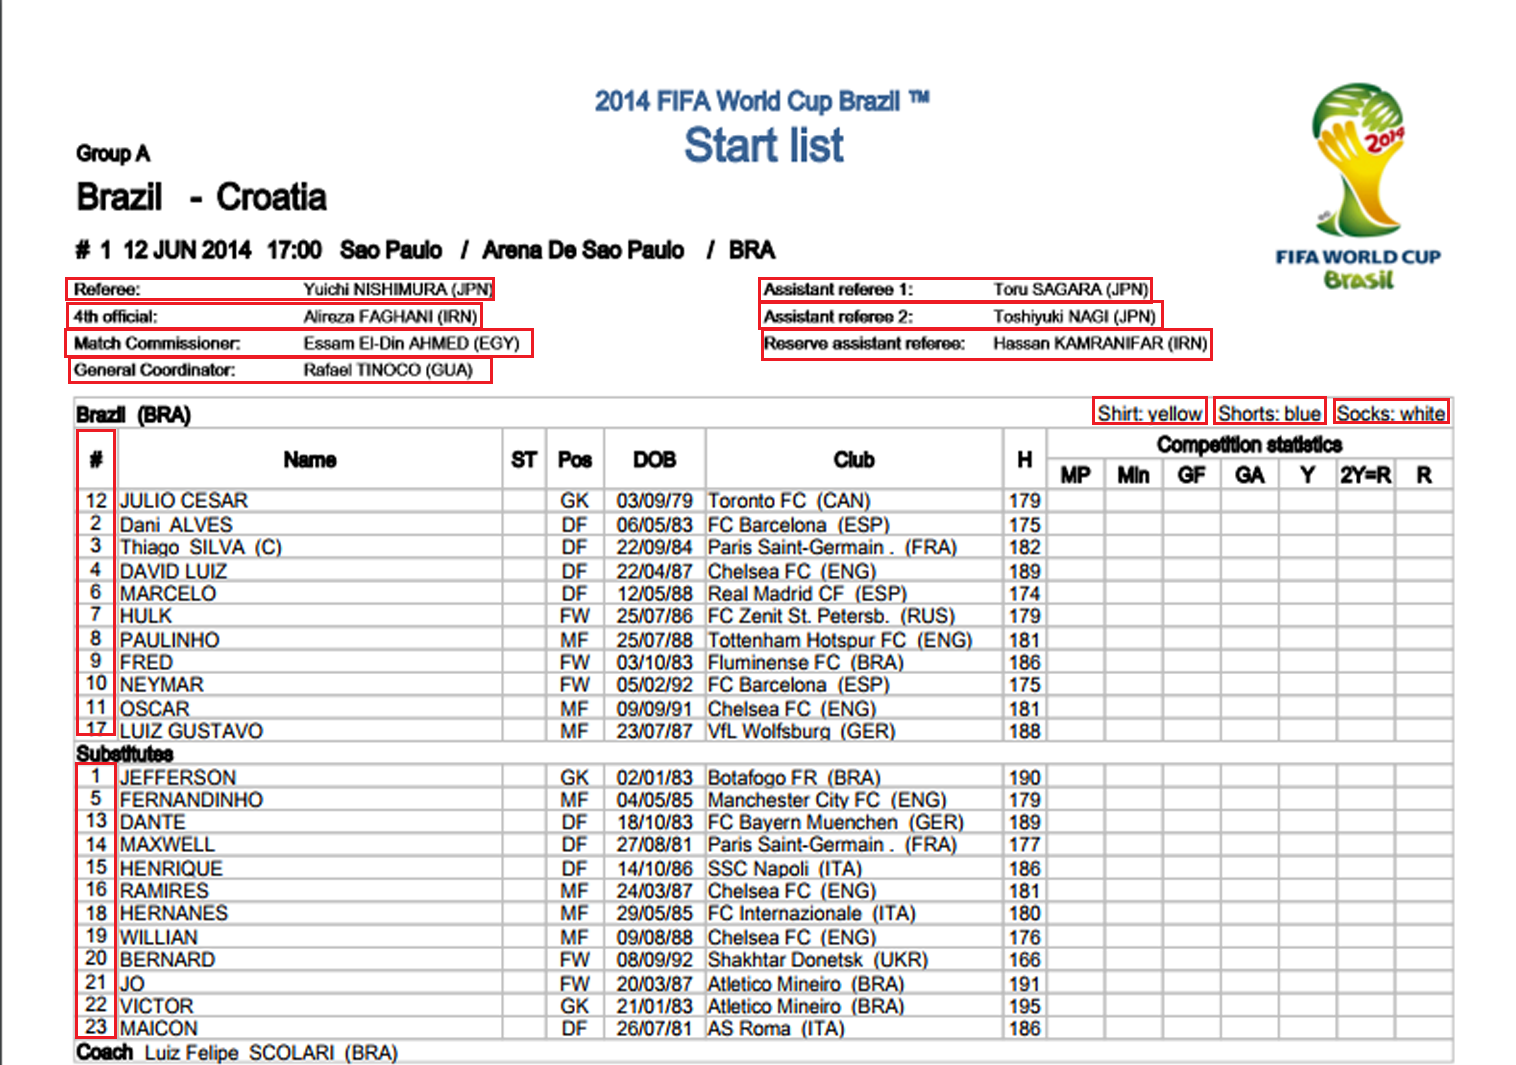 2014 FIFA World Cup Brazil ™
Start list
2014
FIFA WORLD CUP
Brasil
Group A
Brazil - Croatia
# 1 12 JUN 2014 17:00 Sao Paulo / Arena De Sao Paulo / BRA
Referee: Yuichi NISHIMURA (JPN) Assistant referee 1: Toru SAGARA (JPN)
4th official: Alireza FAGHANI (IRN) Assistant referee 2: Toshiyuki NAGI (JPN)
Match Commissioner: Essam El-Din AHMED (EGY) Reserve assistant referee: Hassan KAMRANIFAR (IRN)
General Coordinator: Rafael TINOCO (GUA)
Brazil (BRA) Shirt: yellow Shorts: blue Socks: white
# Name ST Pos DOB Club H Competition statistics
MP Min GF GA Y 2Y=R R
12 JULIO CESAR GK 03/09/79 Toronto FC (CAN) 179
2 Dani ALVES DF 06/05/83 FC Barcelona (ESP) 175
3 Thiago SILVA (C) DF 22/09/84 Paris Saint-Germain . (FRA) 182
4 DAVID LUIZ DF 22/04/87 Chelsea FC (ENG) 189
6 MARCELO DF 12/05/88 Real Madrid CF (ESP) 174
7 HULK FW 25/07/86 FC Zenit St. Petersb. (RUS) 179
8 PAULINHO MF 25/07/88 Tottenham Hotspur FC (ENG) 181
9 FRED FW 03/10/83 Fluminense FC (BRA) 186
10 NEYMAR FW 05/02/92 FC Barcelona (ESP) 175
11 OSCAR MF 09/09/91 Chelsea FC (ENG) 181
17 LUIZ GUSTAVO MF 23/07/87 VfL Wolfsburg (GER) 188
Substitutes
1 JEFFERSON GK 02/01/83 Botafogo FR (BRA) 190
5 FERNANDINHO MF 04/05/85 Manchester City FC (ENG) 179
13 DANTE DF 18/10/83 FC Bayern Muenchen (GER) 189
14 MAXWELL DF 27/08/81 Paris Saint-Germain . (FRA) 177
15 HENRIQUE DF 14/10/86 SSC Napoli (ITA) 186
16 RAMIRES MF 24/03/87 Chelsea FC (ENG) 181
18 HERNANES MF 29/05/85 FC Internazionale (ITA) 180
19 WILLIAN MF 09/08/88 Chelsea FC (ENG) 176
20 BERNARD FW 08/09/92 Shakhtar Donetsk (UKR) 166
21 JO FW 20/03/87 Atletico Mineiro (BRA) 191
22 VICTOR GK 21/01/83 Atletico Mineiro (BRA) 195
23 MAICON DF 26/07/81 AS Roma (ITA) 186
Coach Luiz Felipe SCOLARI (BRA)